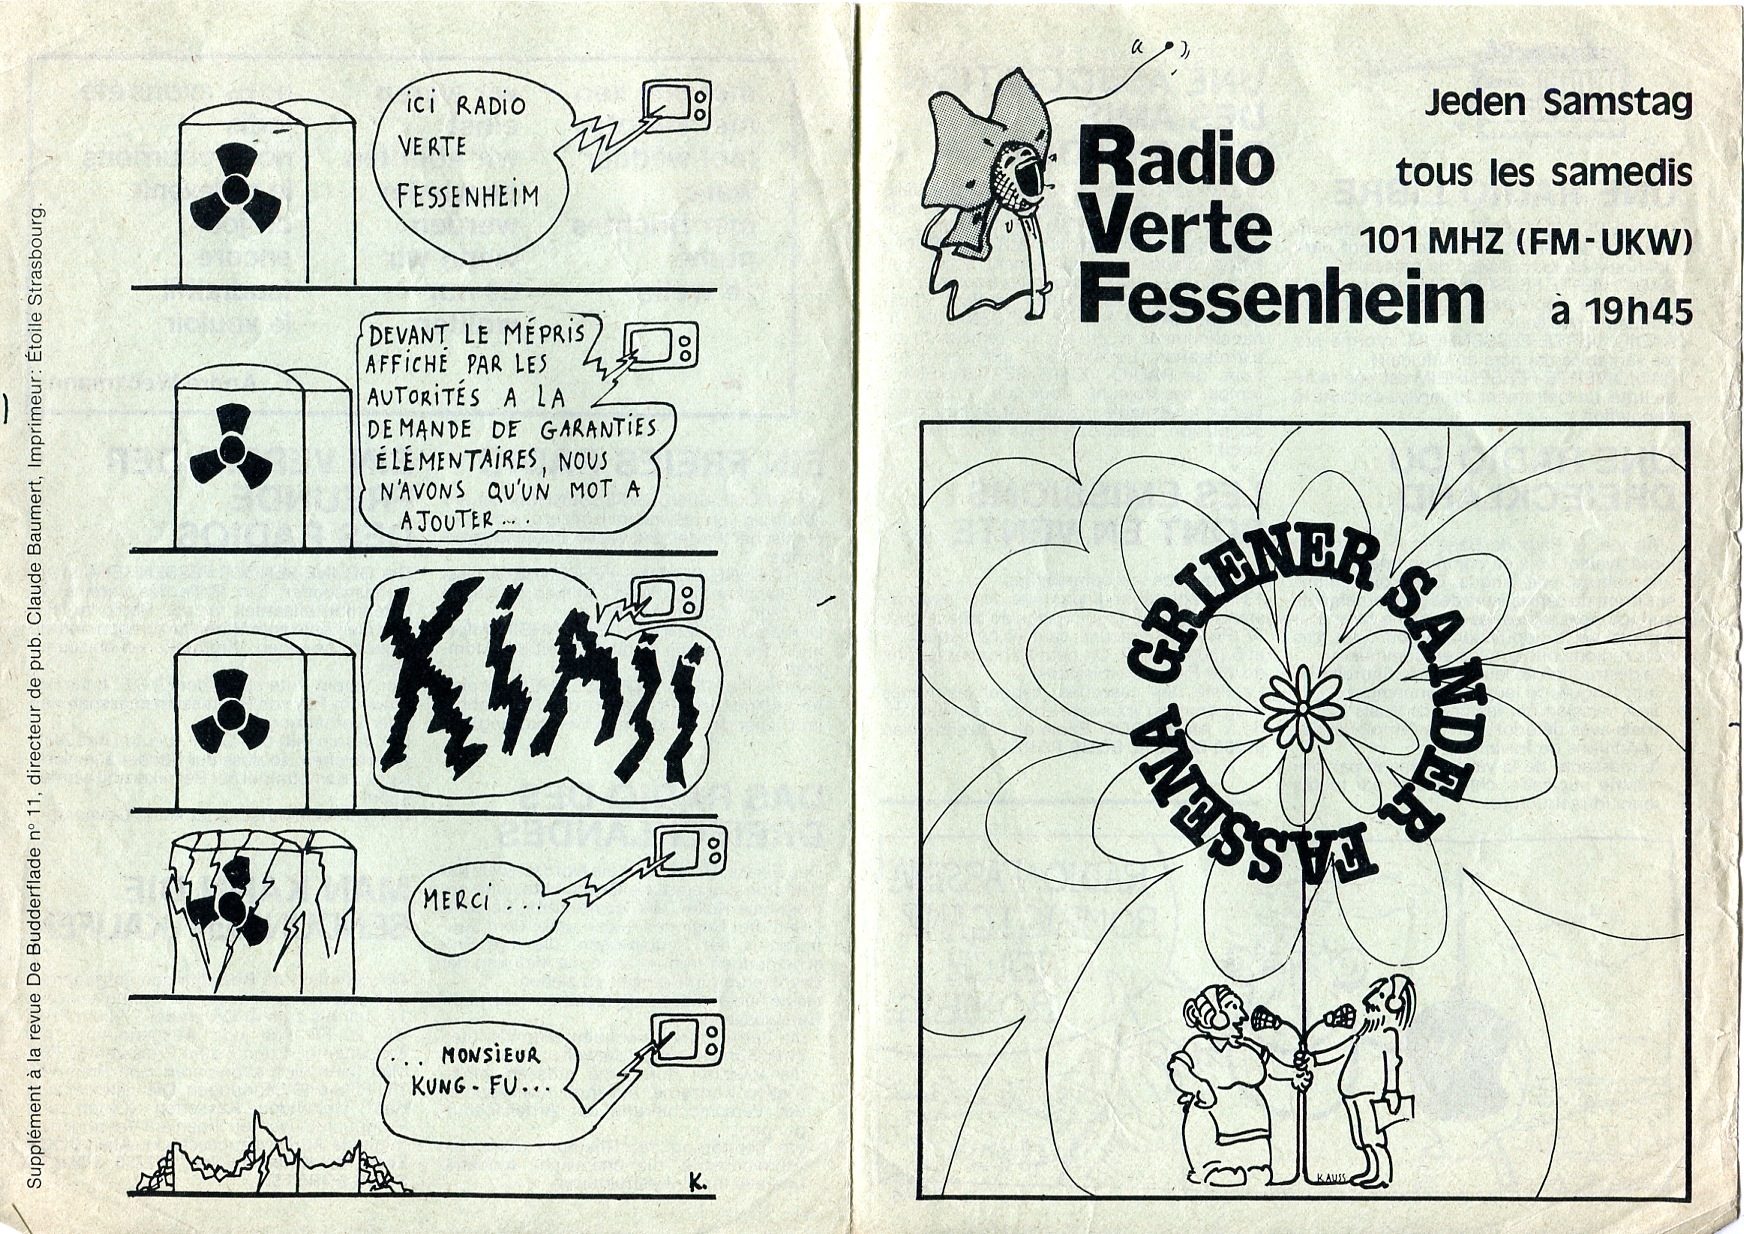 Supplément à la revue De Budderflade n° 11, directeur de pub. Claude Baumert, Imprimeur: Étoile Strasbourg.
iCi RADIO
VERTE
FESSENHEiM
DEVANT LE MÉPRiS
AFFiCHÉ PAR LES
AUTORiTÉS A LA
DEMANDE DE GARANTiES
ÉLÉMENTAiRES, NOUS
N'AVONS QU'UN MOT A
AJOUTER...
KiAii
MERCi...
... MONSiEUR
KUNG-FU...
K.
Jeden Samstag
tous les samedis
101 MHZ (FM-UKW)
à 19h45
Radio
Verte
Fessenheim
GRIENER SANDER
FASSENA
KAUSS